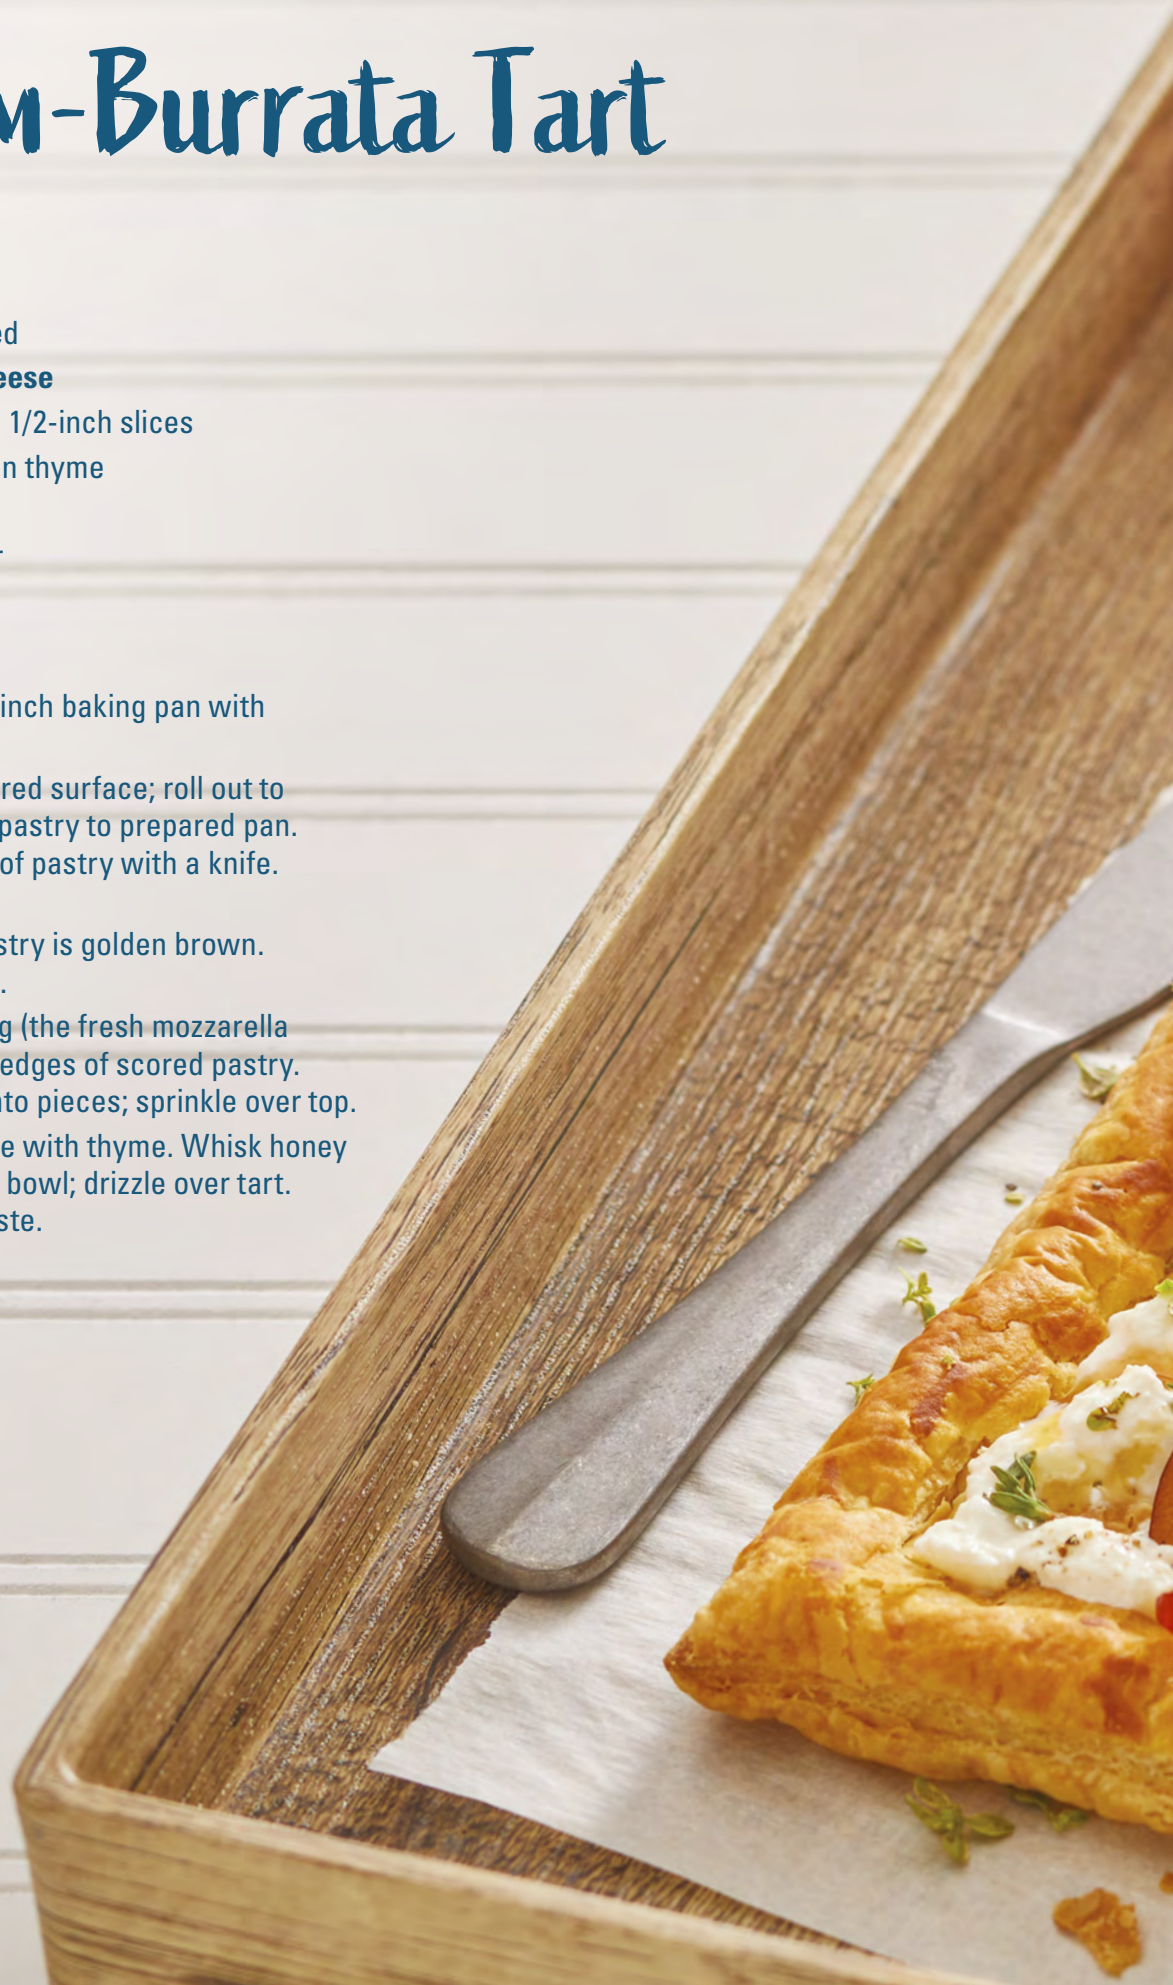 m-Burrata Tart
ed
eese
1/2-inch slices
n thyme
inch baking pan with
red surface; roll out to
pastry to prepared pan.
of pastry with a knife.
stry is golden brown.
.
g (the fresh mozzarella
edges of scored pastry.
to pieces; sprinkle over top.
e with thyme. Whisk honey
bowl; drizzle over tart.
ste.